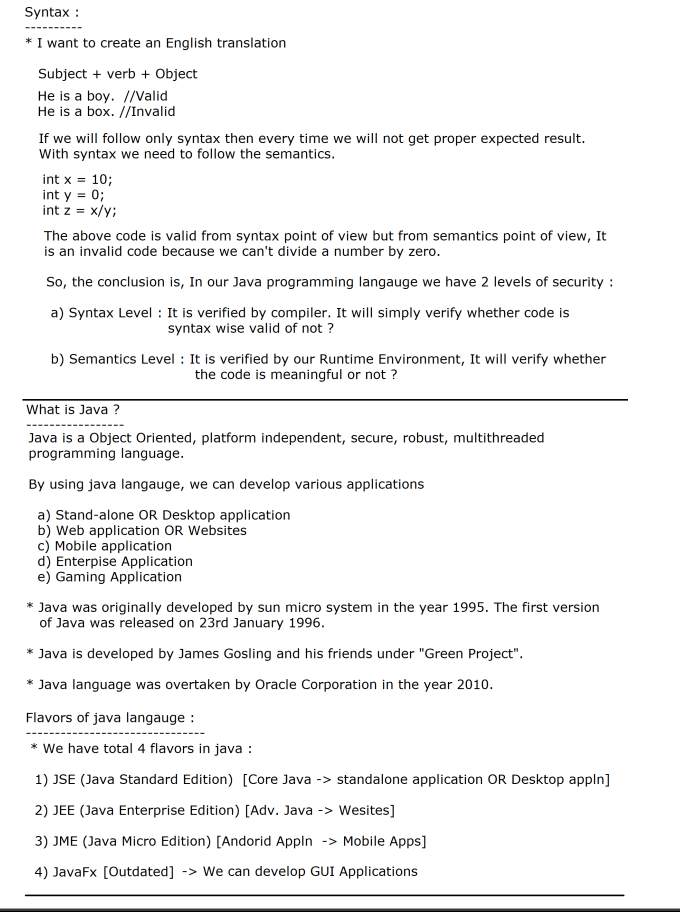 Syntax :
----------
* I want to create an English translation
Subject + verb + Object
He is a boy.  //Valid
He is a box. //Invalid
If we will follow only syntax then every time we will not get proper expected result.
With syntax we need to follow the semantics.
int x = 10;
int y = 0;
int z = x/y;
The above code is valid from syntax point of view but from semantics point of view, It
is an invalid code because we can't divide a number by zero.
So, the conclusion is, In our Java programming langauge we have 2 levels of security :
a) Syntax Level : It is verified by compiler. It will simply verify whether code is
syntax wise valid of not ?
b) Semantics Level : It is verified by our Runtime Environment, It will verify whether
the code is meaningful or not ?
What is Java ?
-----------------
Java is a Object Oriented, platform independent, secure, robust, multithreaded
programming language.
By using java langauge, we can develop various applications
a) Stand-alone OR Desktop application
b) Web application OR Websites
c) Mobile application
d) Enterpise Application
e) Gaming Application
* Java was originally developed by sun micro system in the year 1995. The first version
of Java was released on 23rd January 1996.
* Java is developed by James Gosling and his friends under "Green Project".
* Java language was overtaken by Oracle Corporation in the year 2010.
Flavors of java langauge :
-------------------------------
* We have total 4 flavors in java :
1) JSE (Java Standard Edition)  [Core Java -> standalone application OR Desktop appln]
2) JEE (Java Enterprise Edition) [Adv. Java -> Wesites]
3) JME (Java Micro Edition) [Andorid Appln  -> Mobile Apps]
4) JavaFx [Outdated]  -> We can develop GUI Applications